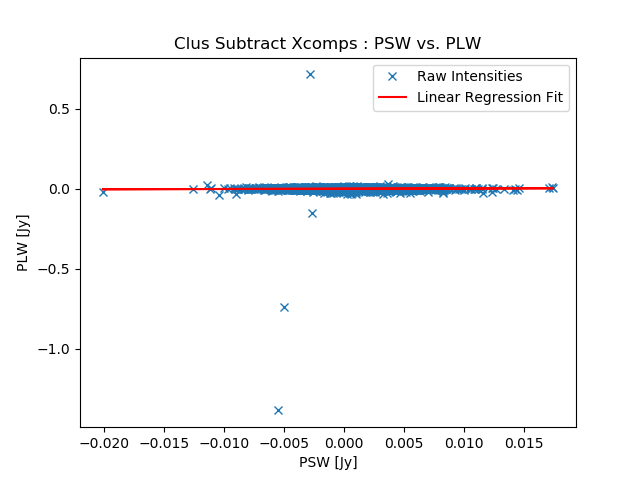 Clus Subtract Xcomps : PSW vs. PLW
Raw Intensities
Linear Regression Fit
PLW [Jy]
0.5
0.0
−0.5
−1.0
−0.020 −0.015 −0.010 −0.005 0.000 0.005 0.010 0.015
PSW [Jy]